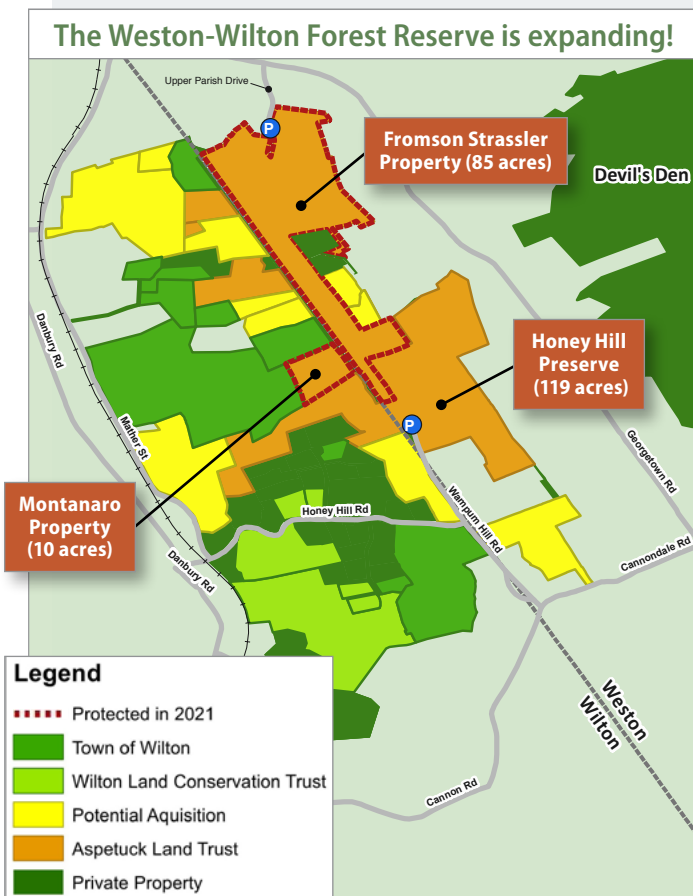 The Weston-Wilton Forest Reserve is expanding!
Upper Parish Drive
P
Fromson Strassler
Property (85 acres)
Devil's Den
Danbury Rd
Mather St
Honey Hill
Preserve
(119 acres)
P
Georgetown Rd
Montanaro
Property
(10 acres)
Honey Hill Rd
Wampum Hill Rd
Cannondale Rd
Danbury Rd
Weston
Wilton
Cannon Rd
Legend
Protected in 2021
Town of Wilton
Wilton Land Conservation Trust
Potential Aquisition
Aspetuck Land Trust
Private Property